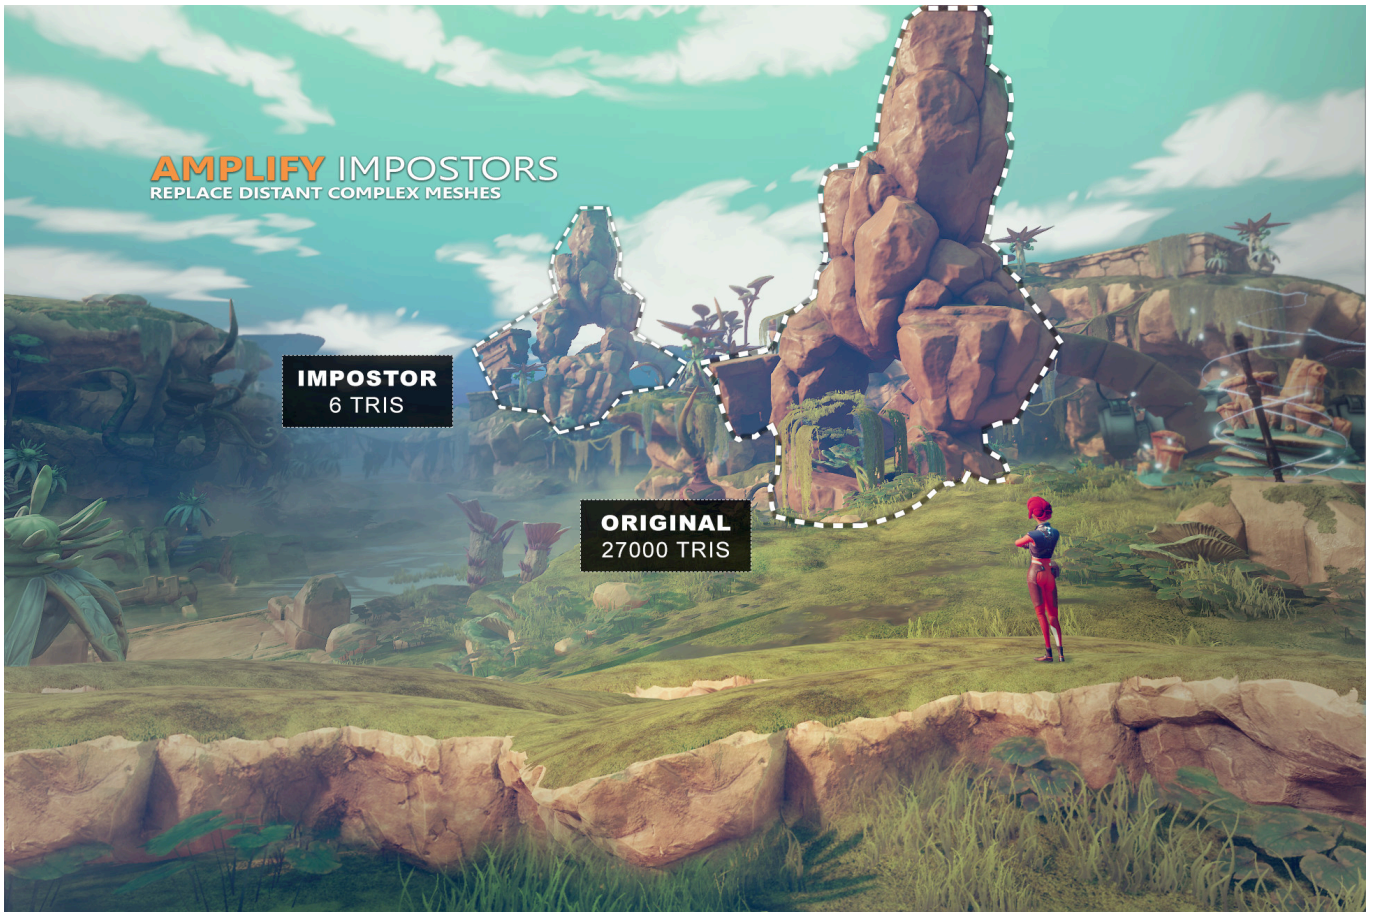 AMPLIFY IMPOSTORS
REPLACE DISTANT COMPLEX MESHES
IMPOSTOR
6 TRIS
ORIGINAL
27000 TRIS